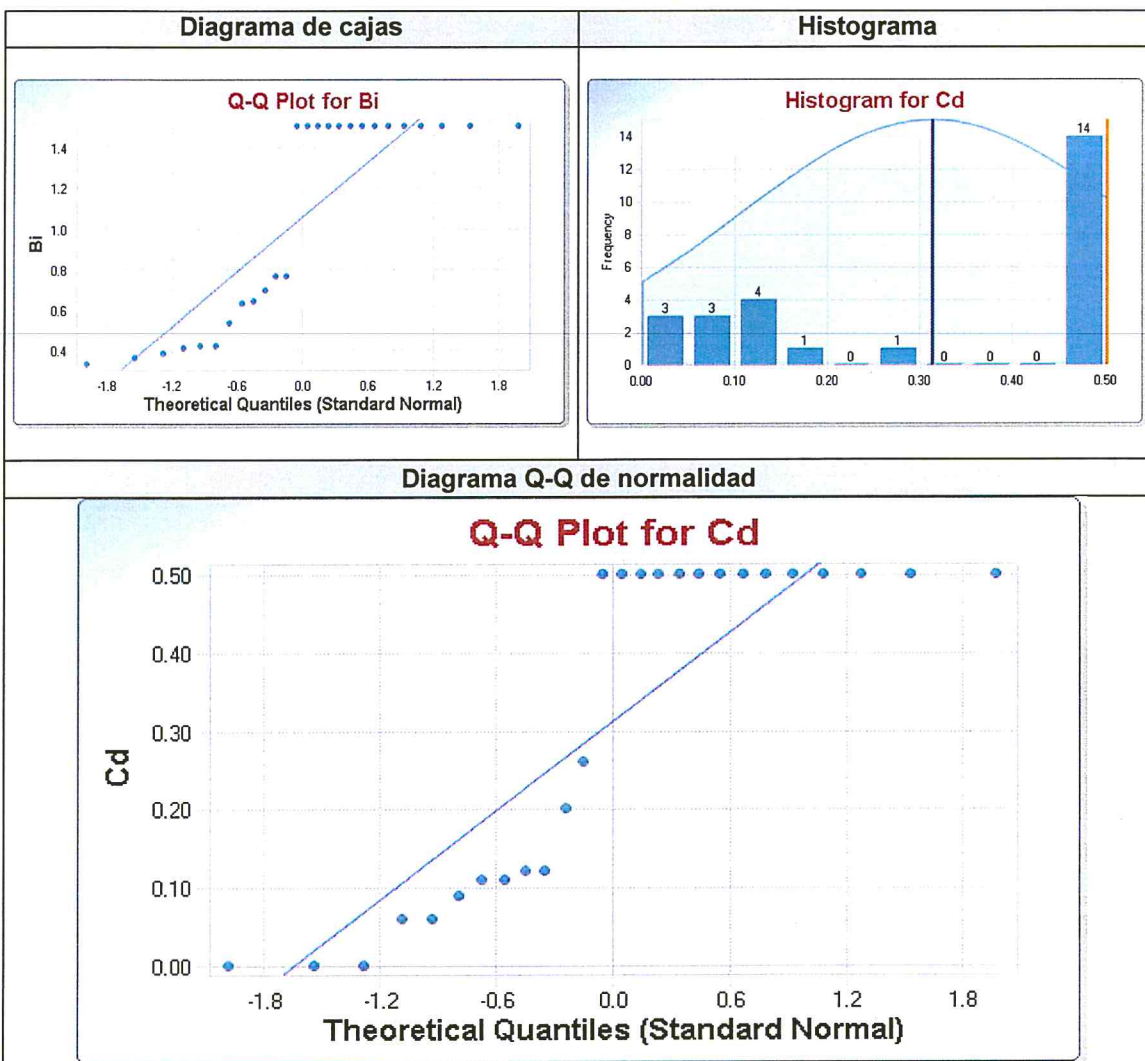 Diagrama de cajas
Histograma
Q-Q Plot for Bi
1.4
1.2
1.0
0.8
0.6
0.4
Bi
-1.8 -1.2 -0.6 0.0 0.6 1.2 1.8
Theoretical Quantiles (Standard Normal)
Histogram for Cd
14
12
10
8
6
4
2
0
Frequency
3 3 4 1 0 1 0 0 0 14
0.00 0.10 0.20 0.30 0.40 0.50
Diagrama Q-Q de normalidad
Q-Q Plot for Cd
0.50
0.40
0.30
0.20
0.10
0.00
Cd
-1.8 -1.2 -0.6 0.0 0.6 1.2 1.8
Theoretical Quantiles (Standard Normal)